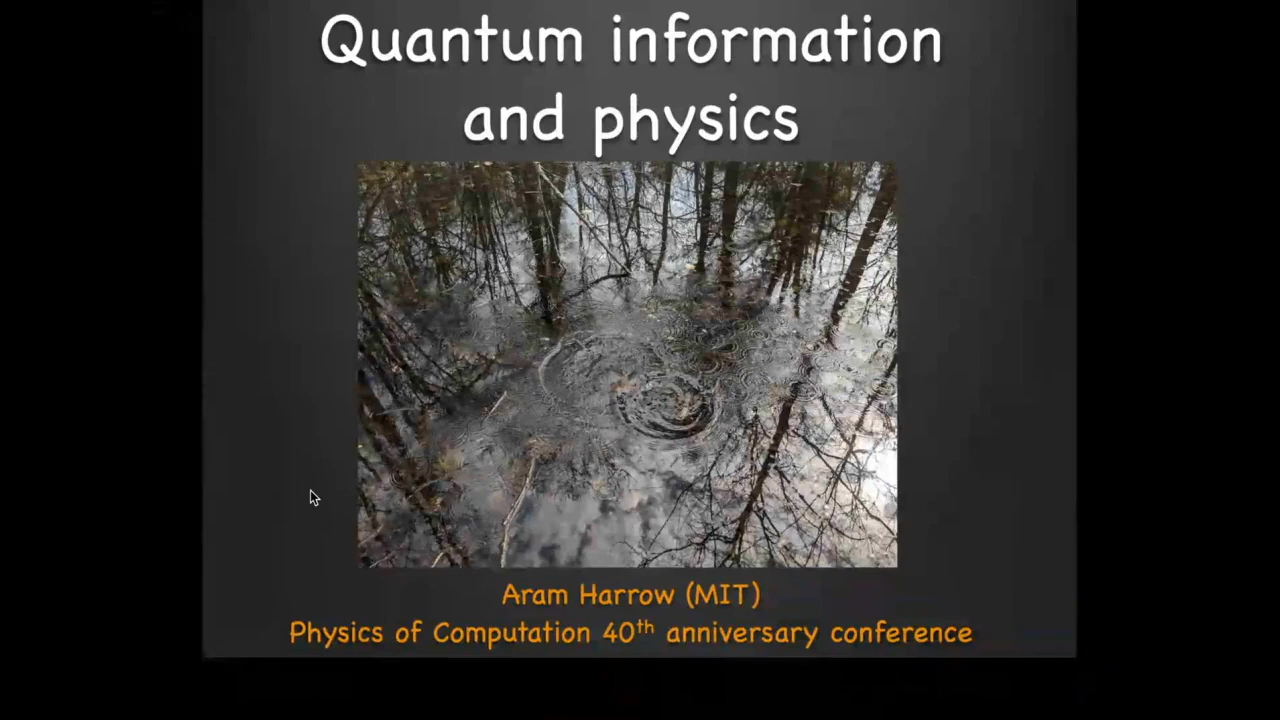 Quantum information
and physics
Aram Harrow (MIT)
Physics of Computation 40th anniversary conference